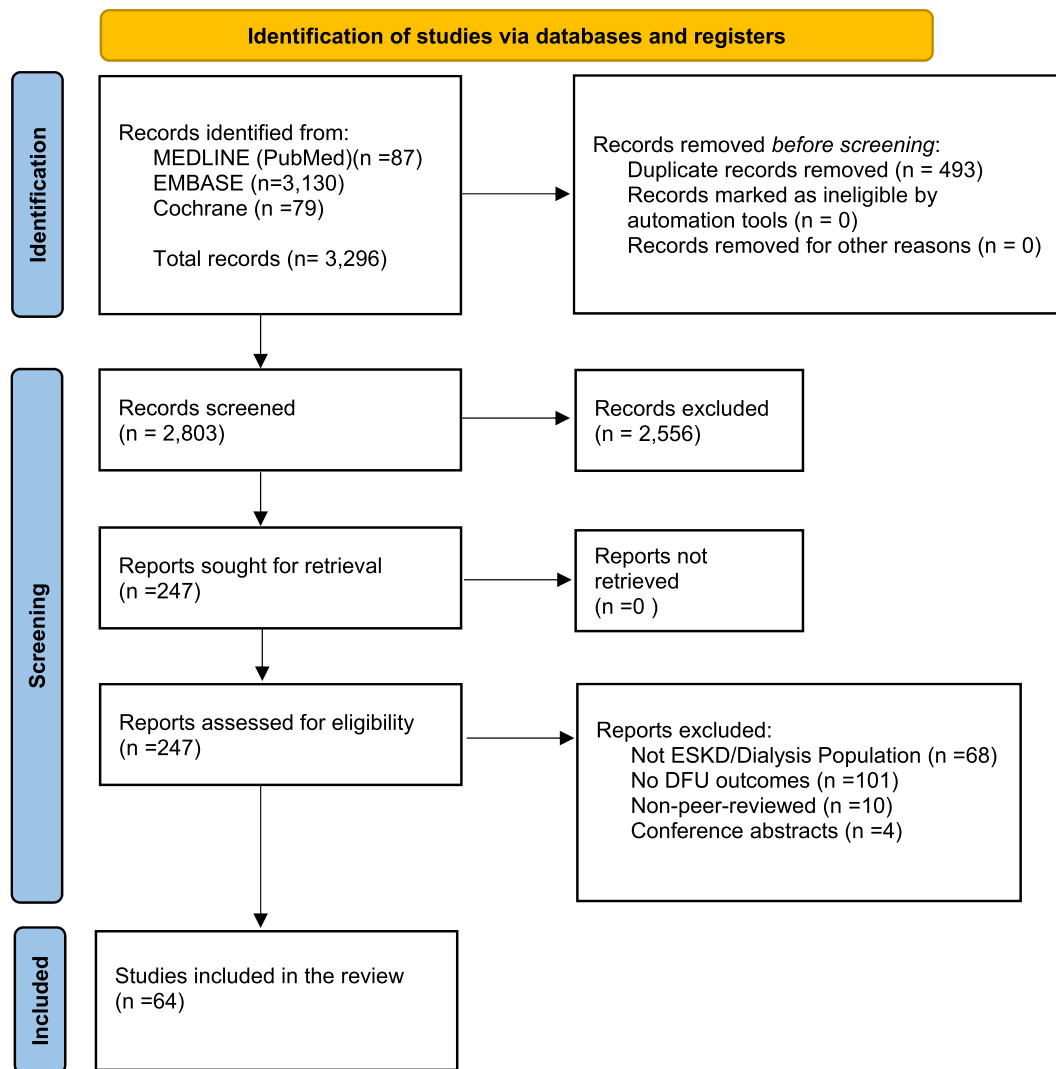 Identification of studies via databases and registers
Identification
Records identified from:
MEDLINE (PubMed)(n =87)
EMBASE (n=3,130)
Cochrane (n =79)
Total records (n= 3,296)
Records removed before screening:
Duplicate records removed (n = 493)
Records marked as ineligible by
automation tools (n = 0)
Records removed for other reasons (n = 0)
Screening
Records screened
(n = 2,803)
Records excluded
(n = 2,556)
Reports sought for retrieval
(n =247)
Reports not
retrieved
(n =0 )
Reports assessed for eligibility
(n =247)
Reports excluded:
Not ESKD/Dialysis Population (n =68)
No DFU outcomes (n =101)
Non-peer-reviewed (n =10)
Conference abstracts (n =4)
Included
Studies included in the review
(n =64)